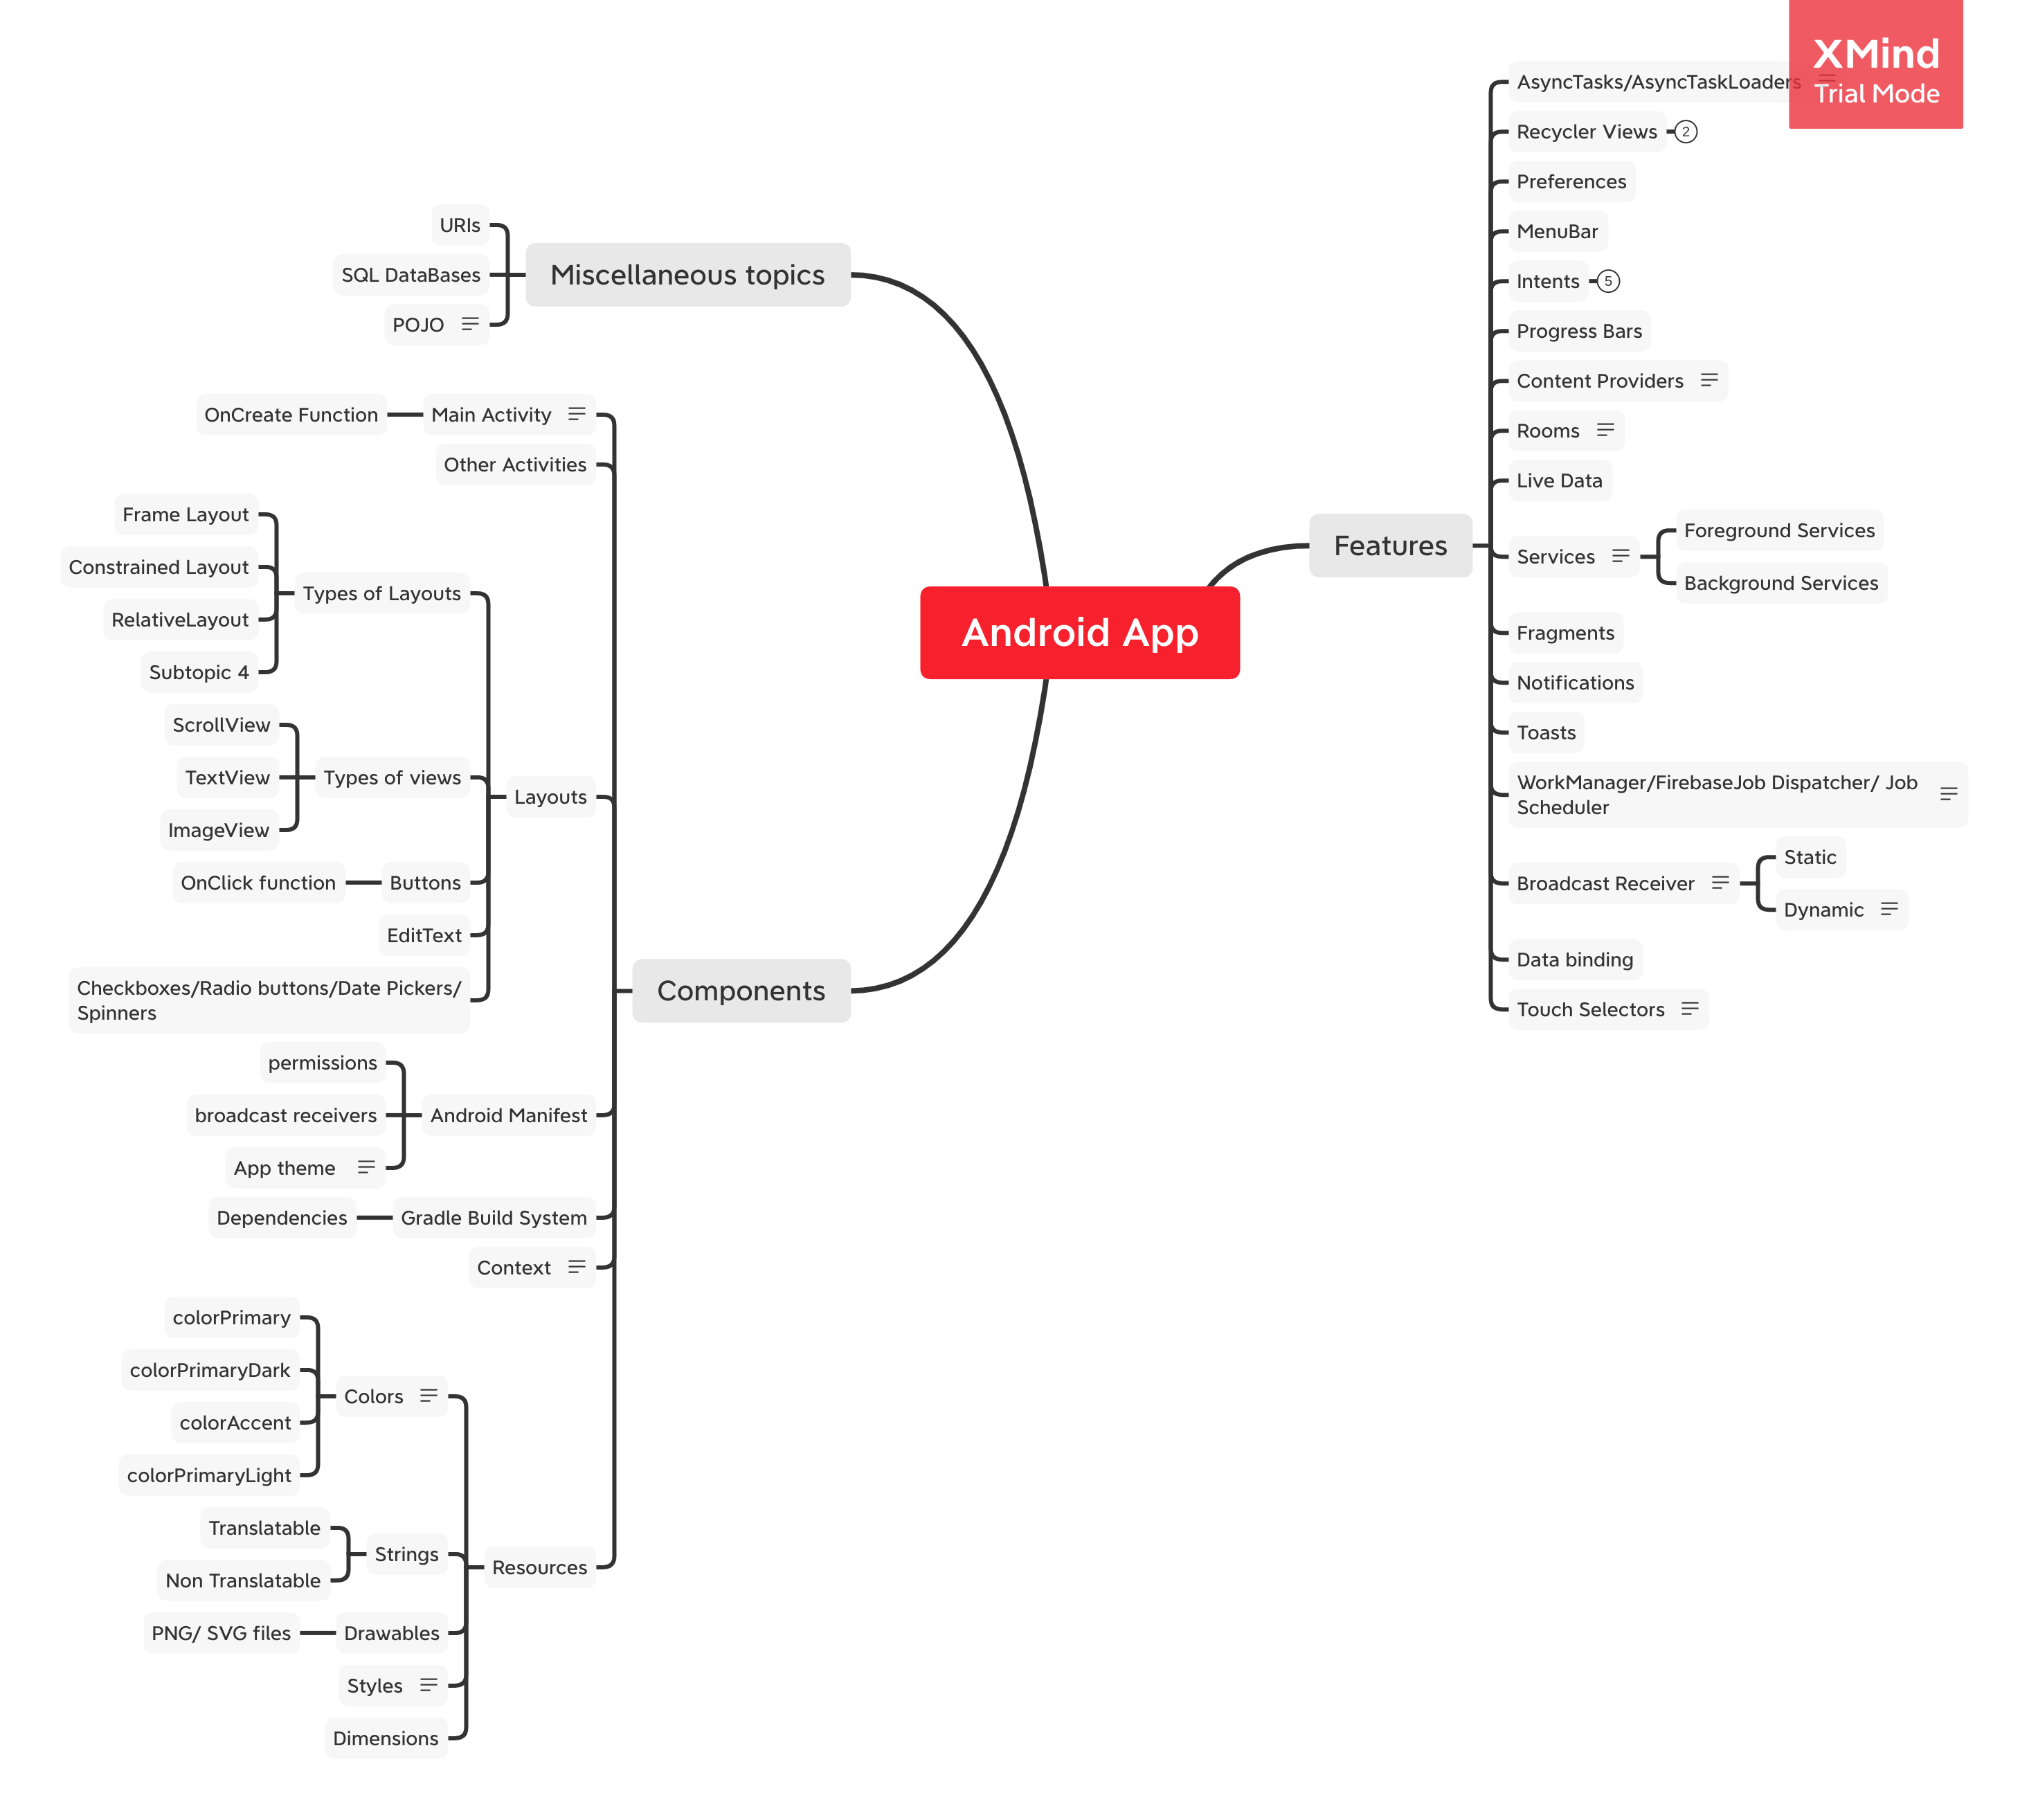 XMind
Trial Mode
AsyncTasks/AsyncTaskLoaders
Recycler Views
2
Preferences
MenuBar
Intents
5
Progress Bars
Content Providers
Rooms
Live Data
Features
Services
Foreground Services
Background Services
Fragments
Notifications
Toasts
WorkManager/FirebaseJob Dispatcher/ Job
Scheduler
Broadcast Receiver
Static
Dynamic
Data binding
Touch Selectors
Android App
Miscellaneous topics
URIs
SQL DataBases
POJO
Components
Main Activity
OnCreate Function
Other Activities
Layouts
Types of Layouts
Frame Layout
Constrained Layout
RelativeLayout
Subtopic 4
Types of views
ScrollView
TextView
ImageView
Buttons
OnClick function
EditText
Checkboxes/Radio buttons/Date Pickers/
Spinners
Android Manifest
permissions
broadcast receivers
App theme
Gradle Build System
Dependencies
Context
Resources
Colors
colorPrimary
colorPrimaryDark
colorAccent
colorPrimaryLight
Strings
Translatable
Non Translatable
Drawables
PNG/ SVG files
Styles
Dimensions